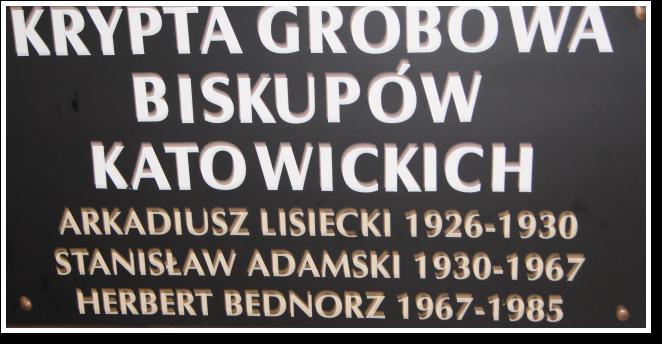 KRYPTA GROBOWA
BISKUPÓW
KATOWICKICH
ARKADIUSZ LISIECKI 1926-1930
STANISŁAW ADAMSKI 1930-1967
HERBERT BEDNORZ 1967-1985